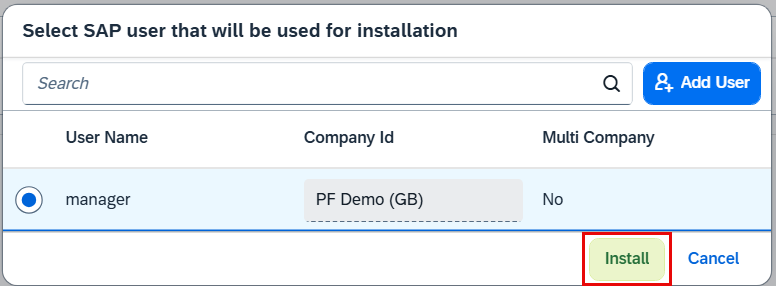 Select SAP user that will be used for installation
Search
Add User
User Name Company Id Multi Company
manager PF Demo (GB) No
Install Cancel